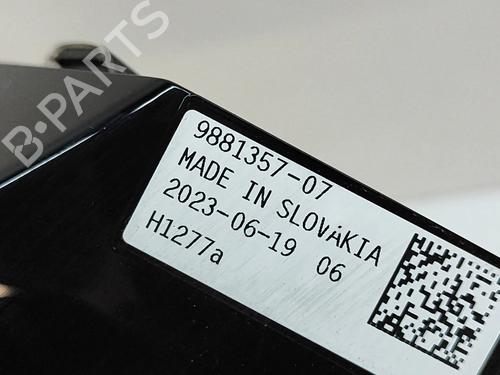 B-PARTS
9881357-07
MADE IN SLOVAKIA
2023-06-19 06
H1277a